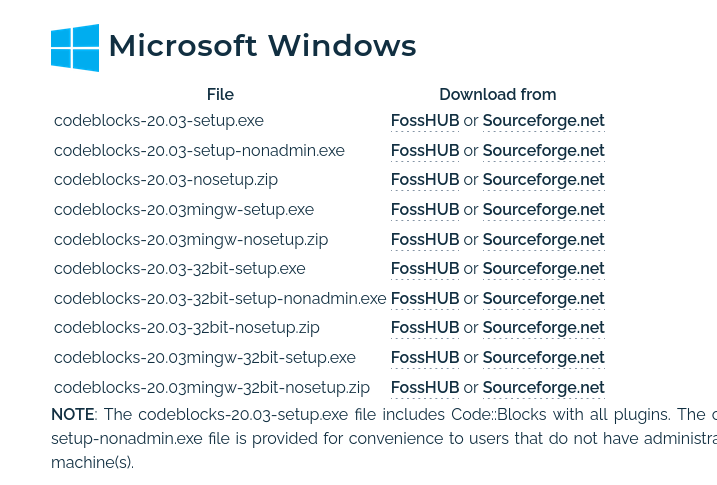 Microsoft Windows
File Download from
codeblocks-20.03-setup.exe FossHUB or Sourceforge.net
codeblocks-20.03-setup-nonadmin.exe FossHUB or Sourceforge.net
codeblocks-20.03-nosetup.zip FossHUB or Sourceforge.net
codeblocks-20.03mingw-setup.exe FossHUB or Sourceforge.net
codeblocks-20.03mingw-nosetup.zip FossHUB or Sourceforge.net
codeblocks-20.03-32bit-setup.exe FossHUB or Sourceforge.net
codeblocks-20.03-32bit-setup-nonadmin.exe FossHUB or Sourceforge.net
codeblocks-20.03-32bit-nosetup.zip FossHUB or Sourceforge.net
codeblocks-20.03mingw-32bit-setup.exe FossHUB or Sourceforge.net
codeblocks-20.03mingw-32bit-nosetup.zip FossHUB or Sourceforge.net
NOTE: The codeblocks-20.03-setup.exe file includes Code::Blocks with all plugins. The
setup-nonadmin.exe file is provided for convenience to users that do not have
machine(s).